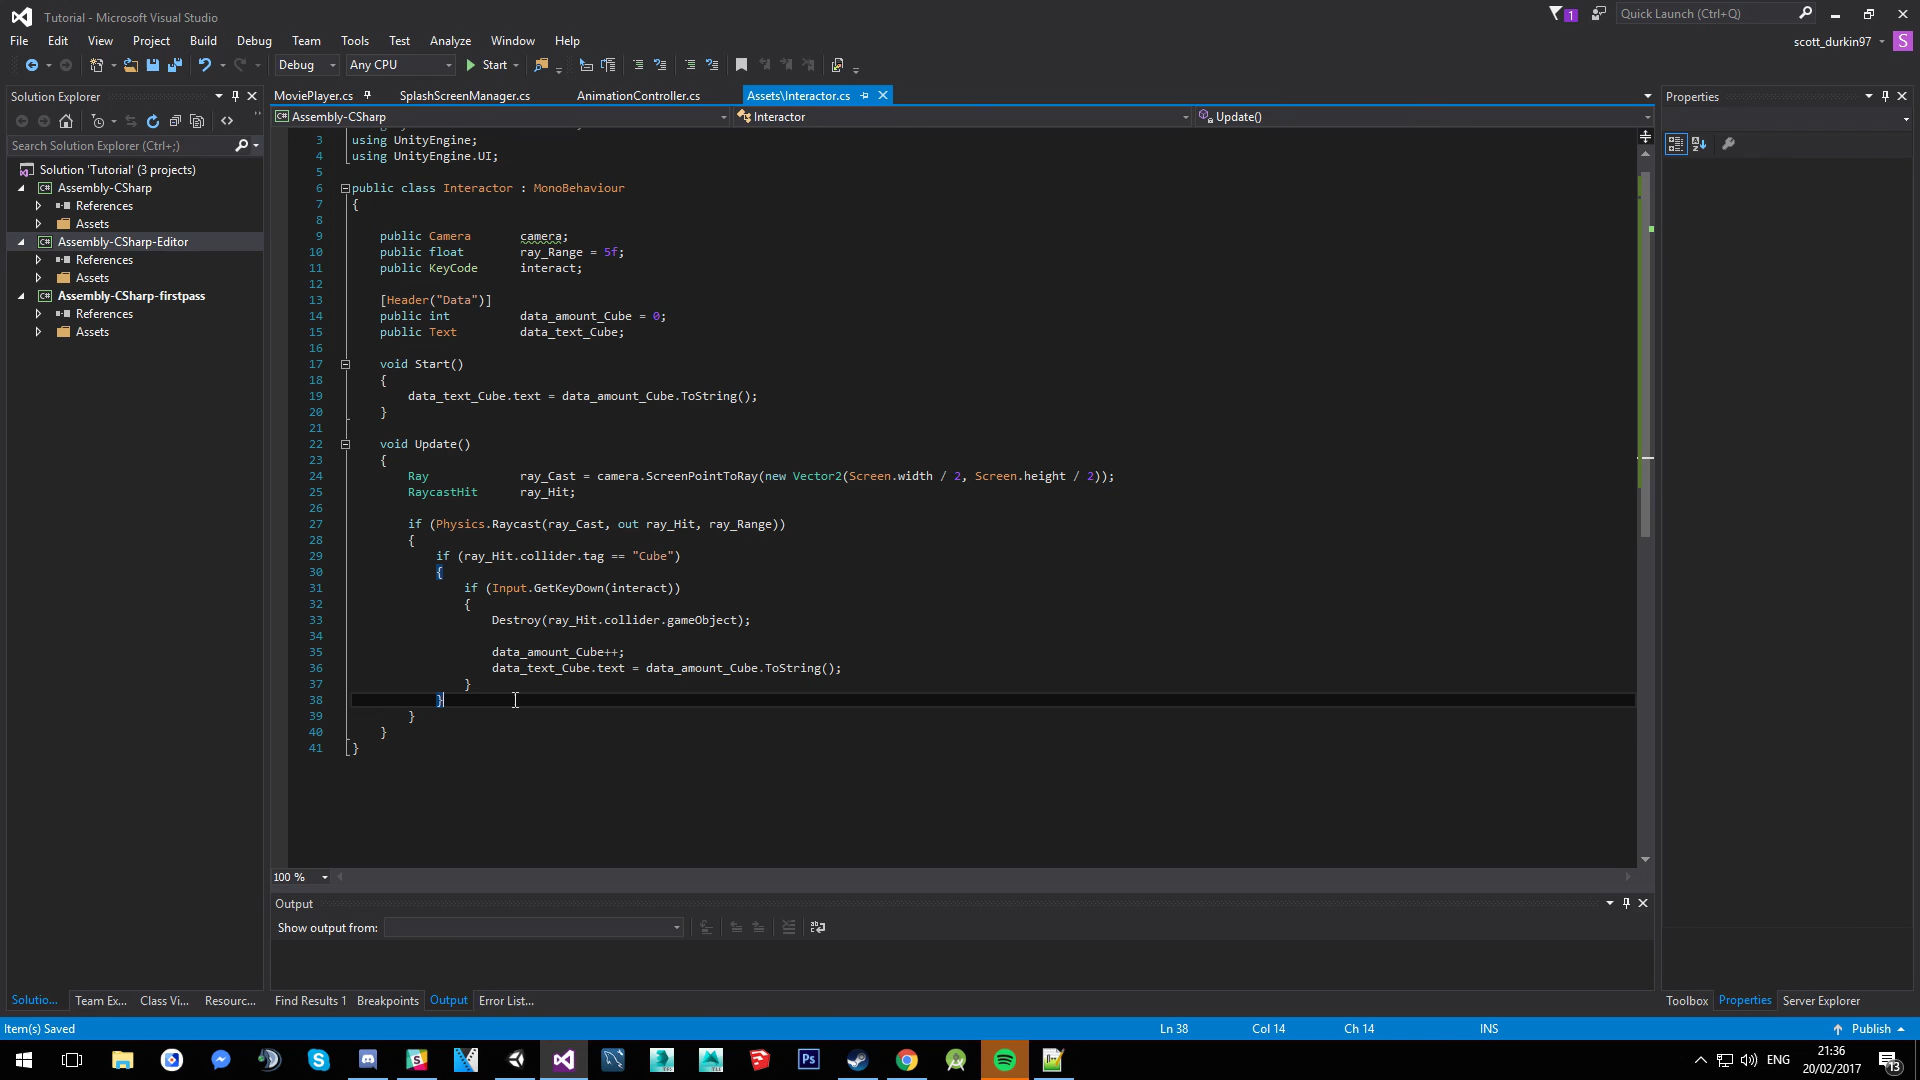 Tutorial - Microsoft Visual Studio
1
Quick Launch (Ctrl+Q)
File Edit View Project Build Debug Team Tools Test Analyze Window Help
scott_durkin97
S
Debug Any CPU Start
Solution Explorer
MoviePlayer.cs SplashScreenManager.cs AnimationController.cs Assets\Interactor.cs
Properties
Assembly-CSharp Interactor Update()
Search Solution Explorer (Ctrl+;)
Solution 'Tutorial' (3 projects)
Assembly-CSharp
References
Assets
Assembly-CSharp-Editor
References
Assets
Assembly-CSharp-firstpass
References
Assets
3 using UnityEngine;
4 using UnityEngine.UI;
5
6 public class Interactor : MonoBehaviour
7 {
8
9 public Camera camera;
10 public float ray_Range = 5f;
11 public KeyCode interact;
12
13 [Header("Data")]
14 public int data_amount_Cube = 0;
15 public Text data_text_Cube;
16
17 void Start()
18 {
19 data_text_Cube.text = data_amount_Cube.ToString();
20 }
21
22 void Update()
23 {
24 Ray ray_Cast = camera.ScreenPointToRay(new Vector2(Screen.width / 2, Screen.height / 2));
25 RaycastHit ray_Hit;
26
27 if (Physics.Raycast(ray_Cast, out ray_Hit, ray_Range))
28 {
29 if (ray_Hit.collider.tag == "Cube")
30 {
31 if (Input.GetKeyDown(interact))
32 {
33 Destroy(ray_Hit.collider.gameObject);
34
35 data_amount_Cube++;
36 data_text_Cube.text = data_amount_Cube.ToString();
37 }
38 }
39 }
40 }
41 }
100 %
Output
Show output from:
Solutio... Team Ex... Class Vi... Resourc...
Find Results 1 Breakpoints Output Error List...
Toolbox Properties Server Explorer
Item(s) Saved
Ln 38 Col 14 Ch 14 INS
Publish
Ps
ENG
21:36
20/02/2017
13